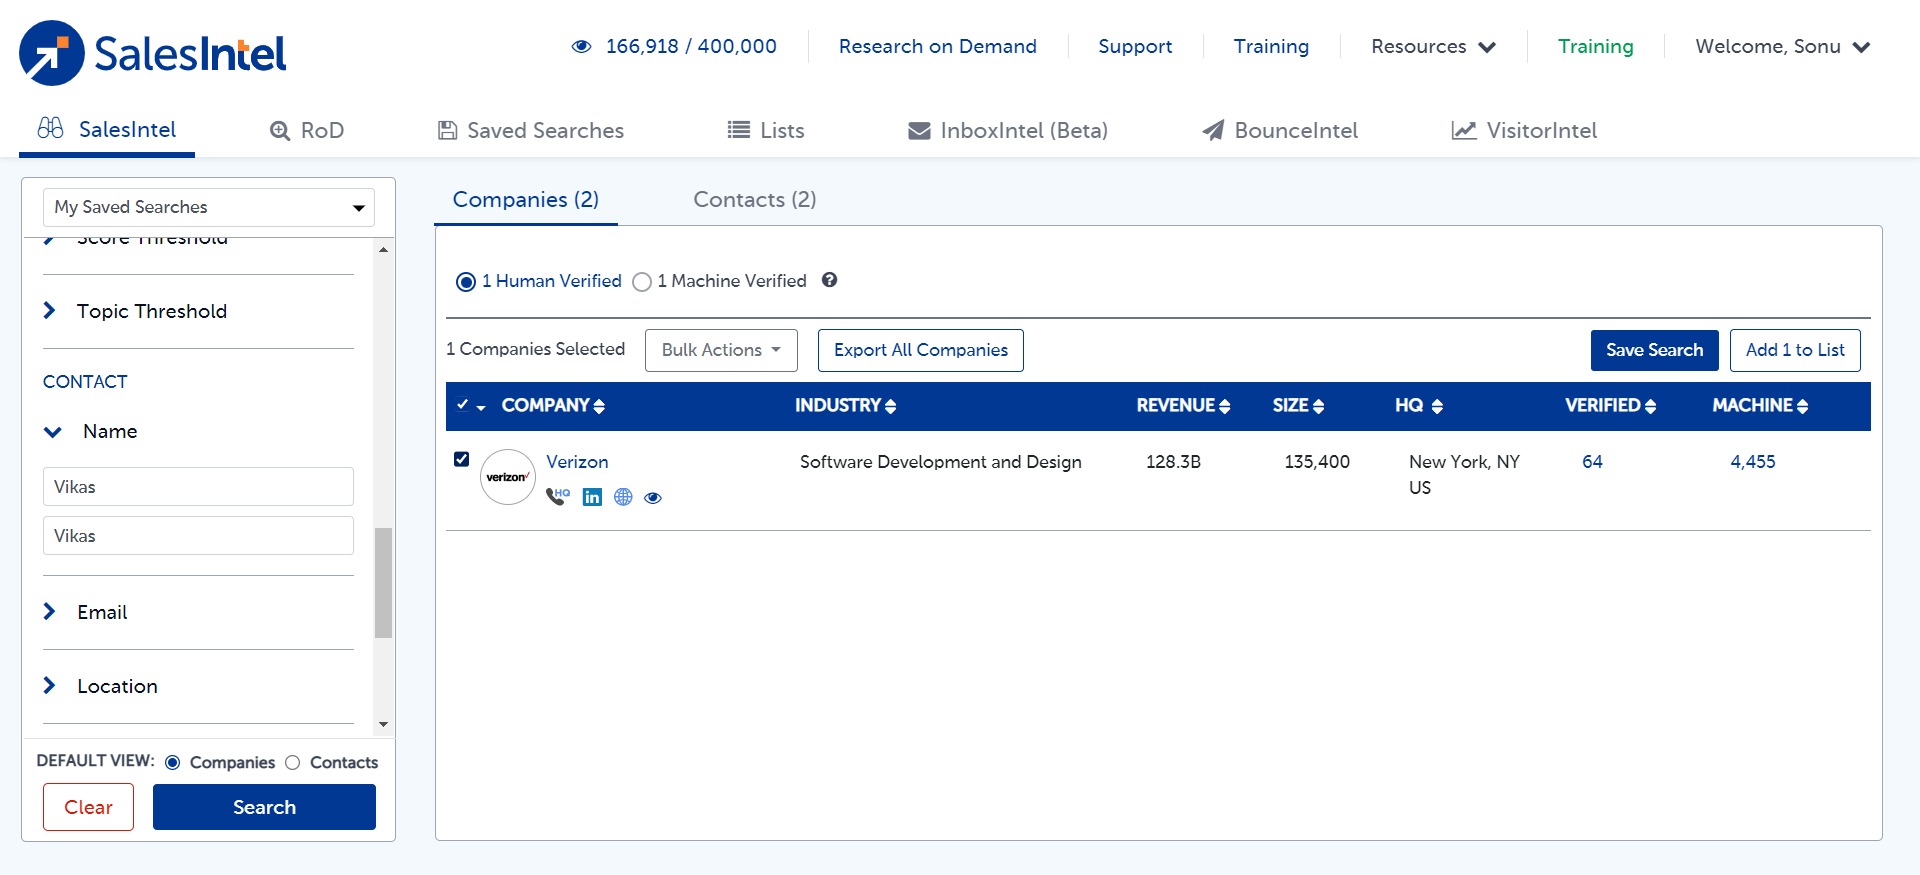 SalesIntel
166,918 / 400,000
Research on Demand
Support
Training
Resources
Training
Welcome, Sonu
SalesIntel
RoD
Saved Searches
Lists
InboxIntel (Beta)
BounceIntel
VisitorIntel
My Saved Searches
Score Threshold
Topic Threshold
CONTACT
Name
Vikas
Vikas
Email
Location
DEFAULT VIEW: Companies Contacts
Clear
Search
Companies (2)
Contacts (2)
1 Human Verified
1 Machine Verified
1 Companies Selected
Bulk Actions
Export All Companies
Save Search
Add 1 to List
COMPANY INDUSTRY REVENUE SIZE HQ VERIFIED MACHINE
verizon
Verizon
HQ
in
Software Development and Design
128.3B
135,400
New York, NY
US
64
4,455